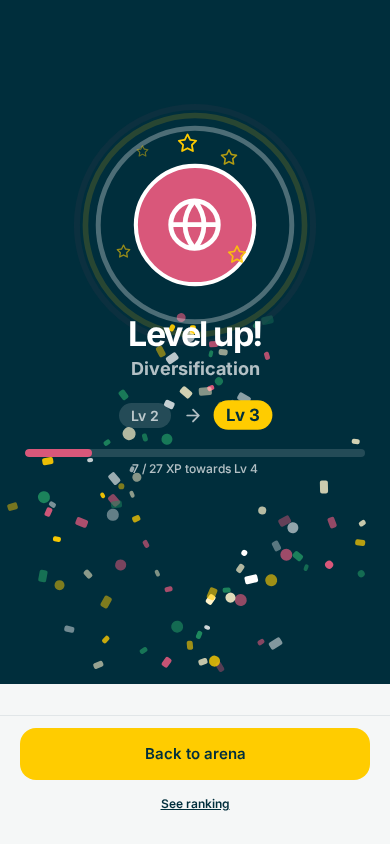 Level up!
Diversification
Lv 2 → Lv 3
7 / 27 XP towards Lv 4
Back to arena
See ranking